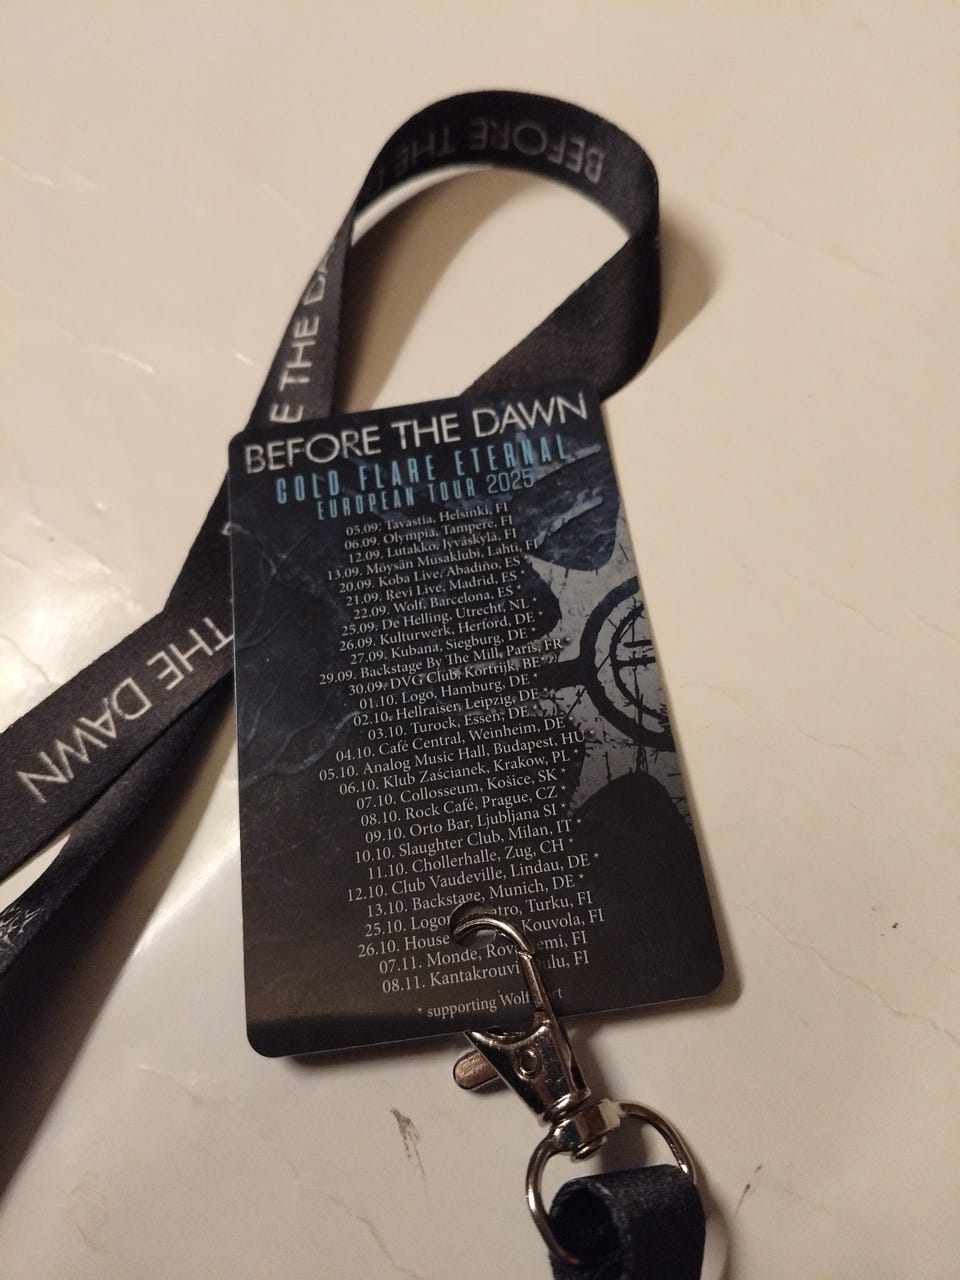 BEFORE THE
E THE DA
THE DAWN
BEFORE THE DAWN
COLD FLARE ETERNAL
EUROPEAN TOUR 2025
05.09: Tavastia, Helsinki, FI
06.09. Olympia, Tampere, FI
12.09. Lutakko, Jyväskylä, FI
13.09. Möysän Musaklubi, Lahti, FI
20.09. Koba Live, Abadiño, ES *
21.09. Revi Live, Madrid, ES *
22.09. Wolf, Barcelona, ES *
25.09. De Helling, Utrecht, NL *
26.09. Kulturwerk, Herford, DE *
27.09. Kubana, Siegburg, DE *
29.09. Backstage By The Mill, Paris, FR *
30.09. DVG Club, Kortrijk, BE *
01.10. Logo, Hamburg, DE *
02.10. Hellraiser, Leipzig, DE *
03.10. Turock, Essen, DE *
04.10. Café Central, Weinheim, DE *
05.10. Analog Music Hall, Budapest, HU *
06.10. Klub Zaścianek, Krakow, PL *
07.10. Collosseum, Košice, SK *
08.10. Rock Café, Prague, CZ *
09.10. Orto Bar, Ljubljana SI *
10.10. Slaughter Club, Milan, IT *
11.10. Chollerhalle, Zug, CH *
12.10. Club Vaudeville, Lindau, DE *
13.10. Backstage, Munich, DE *
25.10. Turku, FI
26.10. House Kouvola, FI
07.11. Monde, FI
08.11. Kantakrouvi FI
* supporting